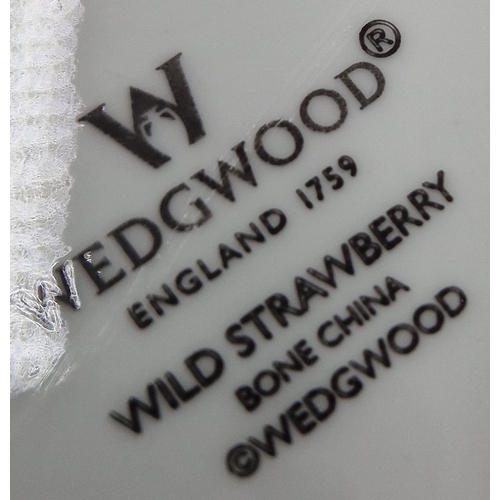 W
WEDGWOOD®
ENGLAND 1759
WILD STRAWBERRY
BONE CHINA
©WEDGWOOD